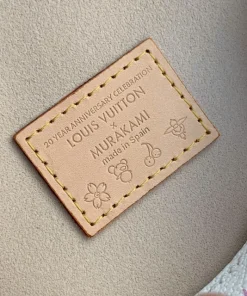 20 YEAR ANNIVERSARY CELEBRATION
LOUIS VUITTON
×
MURAKAMI
made in Spain